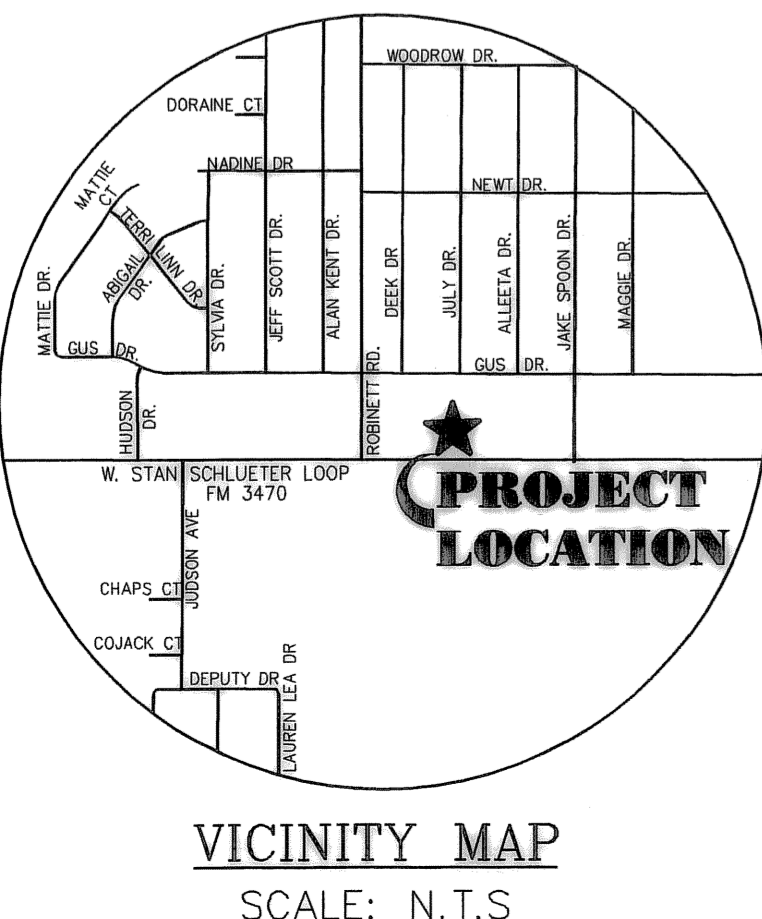 WOODROW DR.
DORAINE CT
NADINE DR
NEWT DR.
MATTIE
CT
TERRI LINN DR.
ABIGAIL
DR.
MATTIE DR.
SYLVIA DR.
JEFF SCOTT DR.
ALAN KENT DR.
DEEK DR
JULY DR.
ALLEETA DR.
JAKE SPOON DR.
MAGGIE DR.
GUS DR.
GUS DR.
HUDSON
DR.
ROBINETT RD.
W. STAN SCHLUETER LOOP
FM 3470
PROJECT
LOCATION
JUDSON AVE
CHAPS CT
COJACK CT
DEPUTY DR
LAUREN LEA DR
VICINITY MAP
SCALE: N.T.S